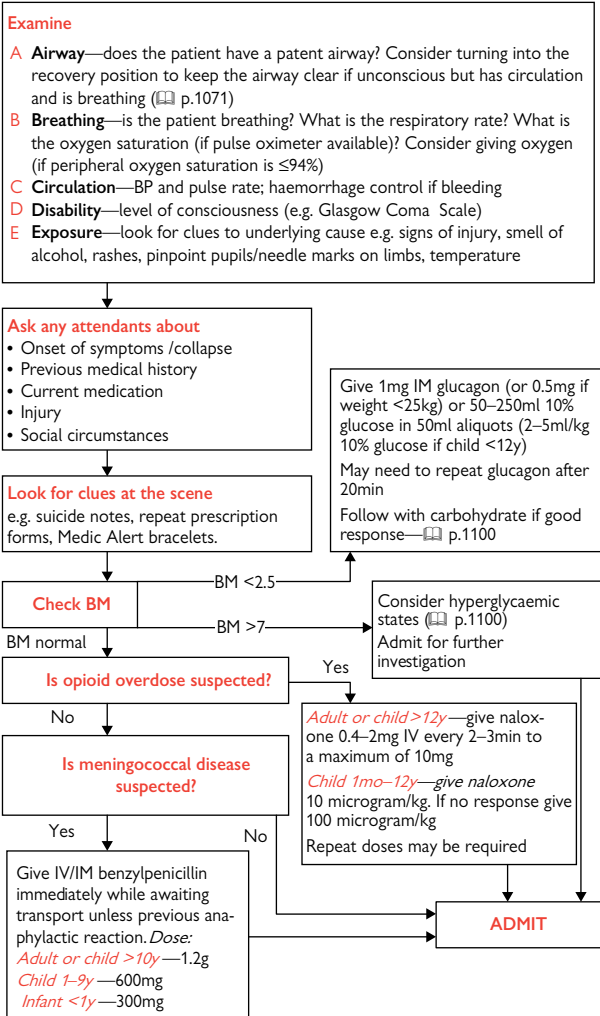 Examine
A Airway—does the patient have a patent airway? Consider turning into the
recovery position to keep the airway clear if unconscious but has circulation
and is breathing (📖 p.1071)
B Breathing—is the patient breathing? What is the respiratory rate? What is
the oxygen saturation (if pulse oximeter available)? Consider giving oxygen
(if peripheral oxygen saturation is ≤94%)
C Circulation—BP and pulse rate; haemorrhage control if bleeding
D Disability—level of consciousness (e.g. Glasgow Coma Scale)
E Exposure—look for clues to underlying cause e.g. signs of injury, smell of
alcohol, rashes, pinpoint pupils/needle marks on limbs, temperature
Ask any attendants about
• Onset of symptoms /collapse
• Previous medical history
• Current medication
• Injury
• Social circumstances
Look for clues at the scene
e.g. suicide notes, repeat prescription
forms, Medic Alert bracelets.
Give 1mg IM glucagon (or 0.5mg if
weight <25kg) or 50–250ml 10%
glucose in 50ml aliquots (2–5ml/kg
10% glucose if child <12y)
May need to repeat glucagon after
20min
Follow with carbohydrate if good
response—📖 p.1100
Check BM
BM <2.5
BM >7
BM normal
Consider hyperglycaemic
states (📖 p.1100)
Admit for further
investigation
Is opioid overdose suspected?
Yes
No
Adult or child >12y—give nalox-
one 0.4–2mg IV every 2–3min to
a maximum of 10mg
Child 1mo–12y—give naloxone
10 microgram/kg. If no response give
100 microgram/kg
Repeat doses may be required
Is meningococcal disease
suspected?
Yes
No
Give IV/IM benzylpenicillin
immediately while awaiting
transport unless previous ana-
phylactic reaction. Dose:
Adult or child >10y—1.2g
Child 1–9y—600mg
Infant <1y—300mg
ADMIT